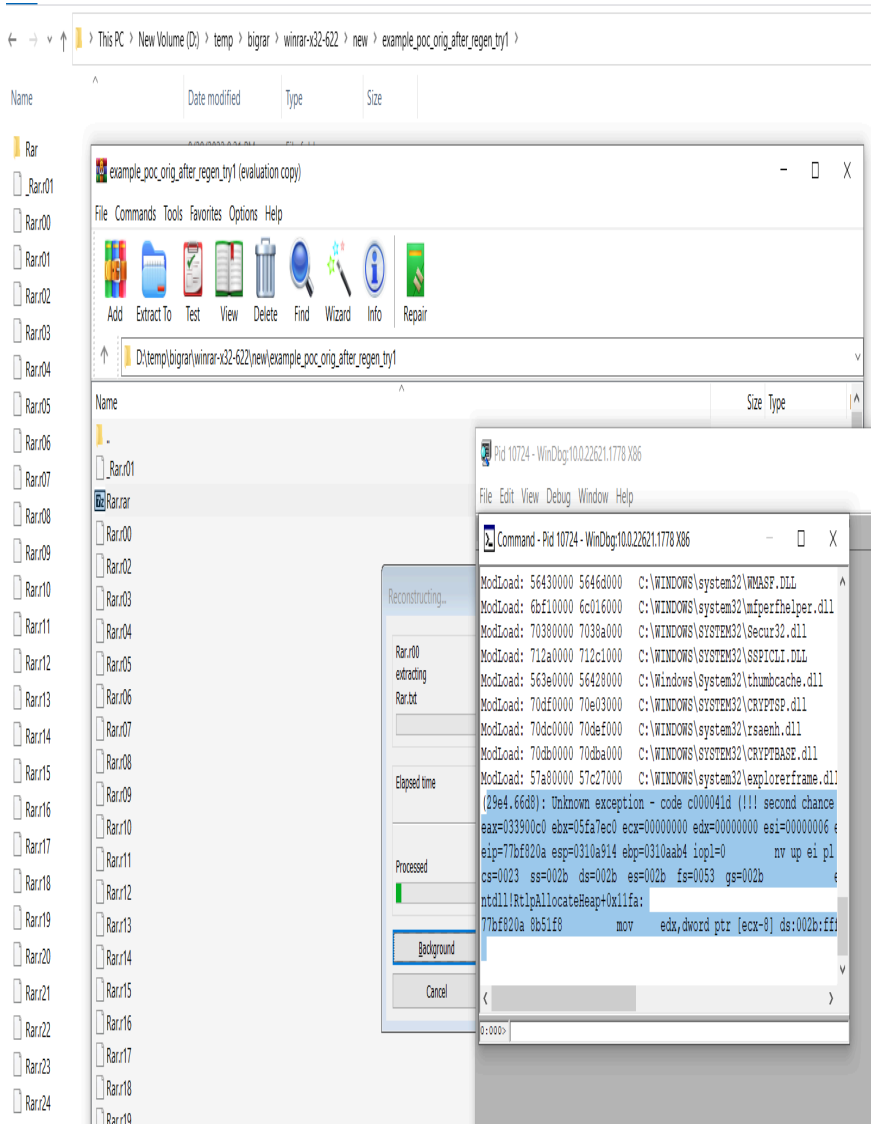 This PC > New Volume (D:) > temp > bigrar > winrar-x32-622 > new > example_poc_orig_after_regen_try1 >
Name Date modified Type Size
Rar
_Rar.r01
Rar.r00
Rar.r01
Rar.r02
Rar.r03
Rar.r04
Rar.r05
Rar.r06
Rar.r07
Rar.r08
Rar.r09
Rar.r10
Rar.r11
Rar.r12
Rar.r13
Rar.r14
Rar.r15
Rar.r16
Rar.r17
Rar.r18
Rar.r19
Rar.r20
Rar.r21
Rar.r22
Rar.r23
Rar.r24
example_poc_orig_after_regen_try1 (evaluation copy)
File Commands Tools Favorites Options Help
Add Extract To Test View Delete Find Wizard Info Repair
D:\temp\bigrar\winrar-x32-622\new\example_poc_orig_after_regen_try1
Name Size Type
..
_Rar.r01
Rar.rar
Rar.r00
Rar.r02
Rar.r03
Rar.r04
Rar.r05
Rar.r06
Rar.r07
Rar.r08
Rar.r09
Rar.r10
Rar.r11
Rar.r12
Rar.r13
Rar.r14
Rar.r15
Rar.r16
Rar.r17
Rar.r18
Rar.r19
Reconstructing...
Rar.r00
extracting
Rar.txt
Elapsed time
Processed
Background
Cancel
Pid 10724 - WinDbg:10.0.22621.1778 X86
File Edit View Debug Window Help
Command - Pid 10724 - WinDbg:10.0.22621.1778 X86
ModLoad: 56430000 5646d000 C:\WINDOWS\system32\WMASF.DLL
ModLoad: 6bf10000 6c016000 C:\WINDOWS\system32\mfperfhelper.dll
ModLoad: 70380000 7038a000 C:\WINDOWS\SYSTEM32\Secur32.dll
ModLoad: 712a0000 712c1000 C:\WINDOWS\SYSTEM32\SSPICLI.DLL
ModLoad: 563e0000 56428000 C:\Windows\System32\thumbcache.dll
ModLoad: 70df0000 70e03000 C:\WINDOWS\SYSTEM32\CRYPTSP.dll
ModLoad: 70dc0000 70def000 C:\WINDOWS\system32\rsaenh.dll
ModLoad: 70db0000 70dba000 C:\WINDOWS\SYSTEM32\CRYPTBASE.dll
ModLoad: 57a80000 57c27000 C:\WINDOWS\system32\explorerframe.dll
(29e4.66d8): Unknown exception - code c000041d (!!! second chance
eax=033900c0 ebx=05fa7ec0 ecx=00000000 edx=00000000 esi=00000006 e
eip=77bf820a esp=0310a914 ebp=0310aab4 iopl=0 nv up ei pl
cs=0023 ss=002b ds=002b es=002b fs=0053 gs=002b e
ntdll!RtlpAllocateHeap+0x11fa:
77bf820a 8b51f8 mov edx,dword ptr [ecx-8] ds:002b:fff
0:000>